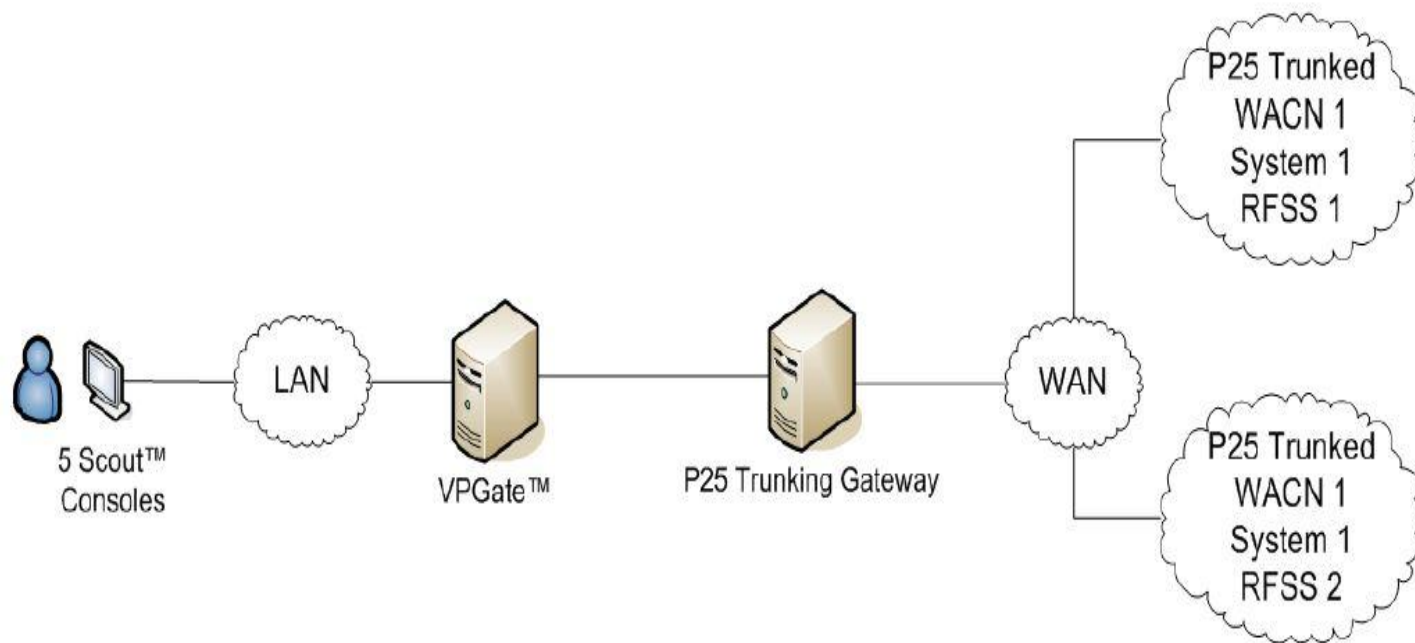 P25 Trunked
WACN 1
System 1
RFSS 1
LAN
WAN
5 Scout™
Consoles
VPGate™
P25 Trunking Gateway
P25 Trunked
WACN 1
System 1
RFSS 2